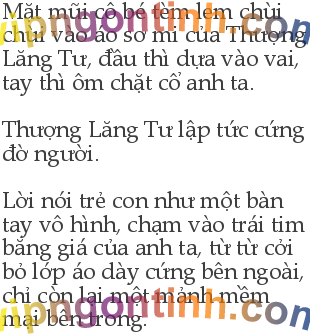 Mặt mũi cô bé tèm lem chùi
chùi vào áo sơ mi của Thượng
Lăng Tư, đầu thì dựa vào vai,
tay thì ôm chặt cổ anh ta.
Thượng Lăng Tư lập tức cứng
đờ người.
Lời nói trẻ con như một bàn
tay vô hình, chạm vào trái tim
băng giá của anh ta, từ từ cởi
bỏ lớp áo dày cứng bên ngoài,
chỉ còn lại một mảnh mềm
mại bên trong.
vipngontinh.com
vipngontinh.com